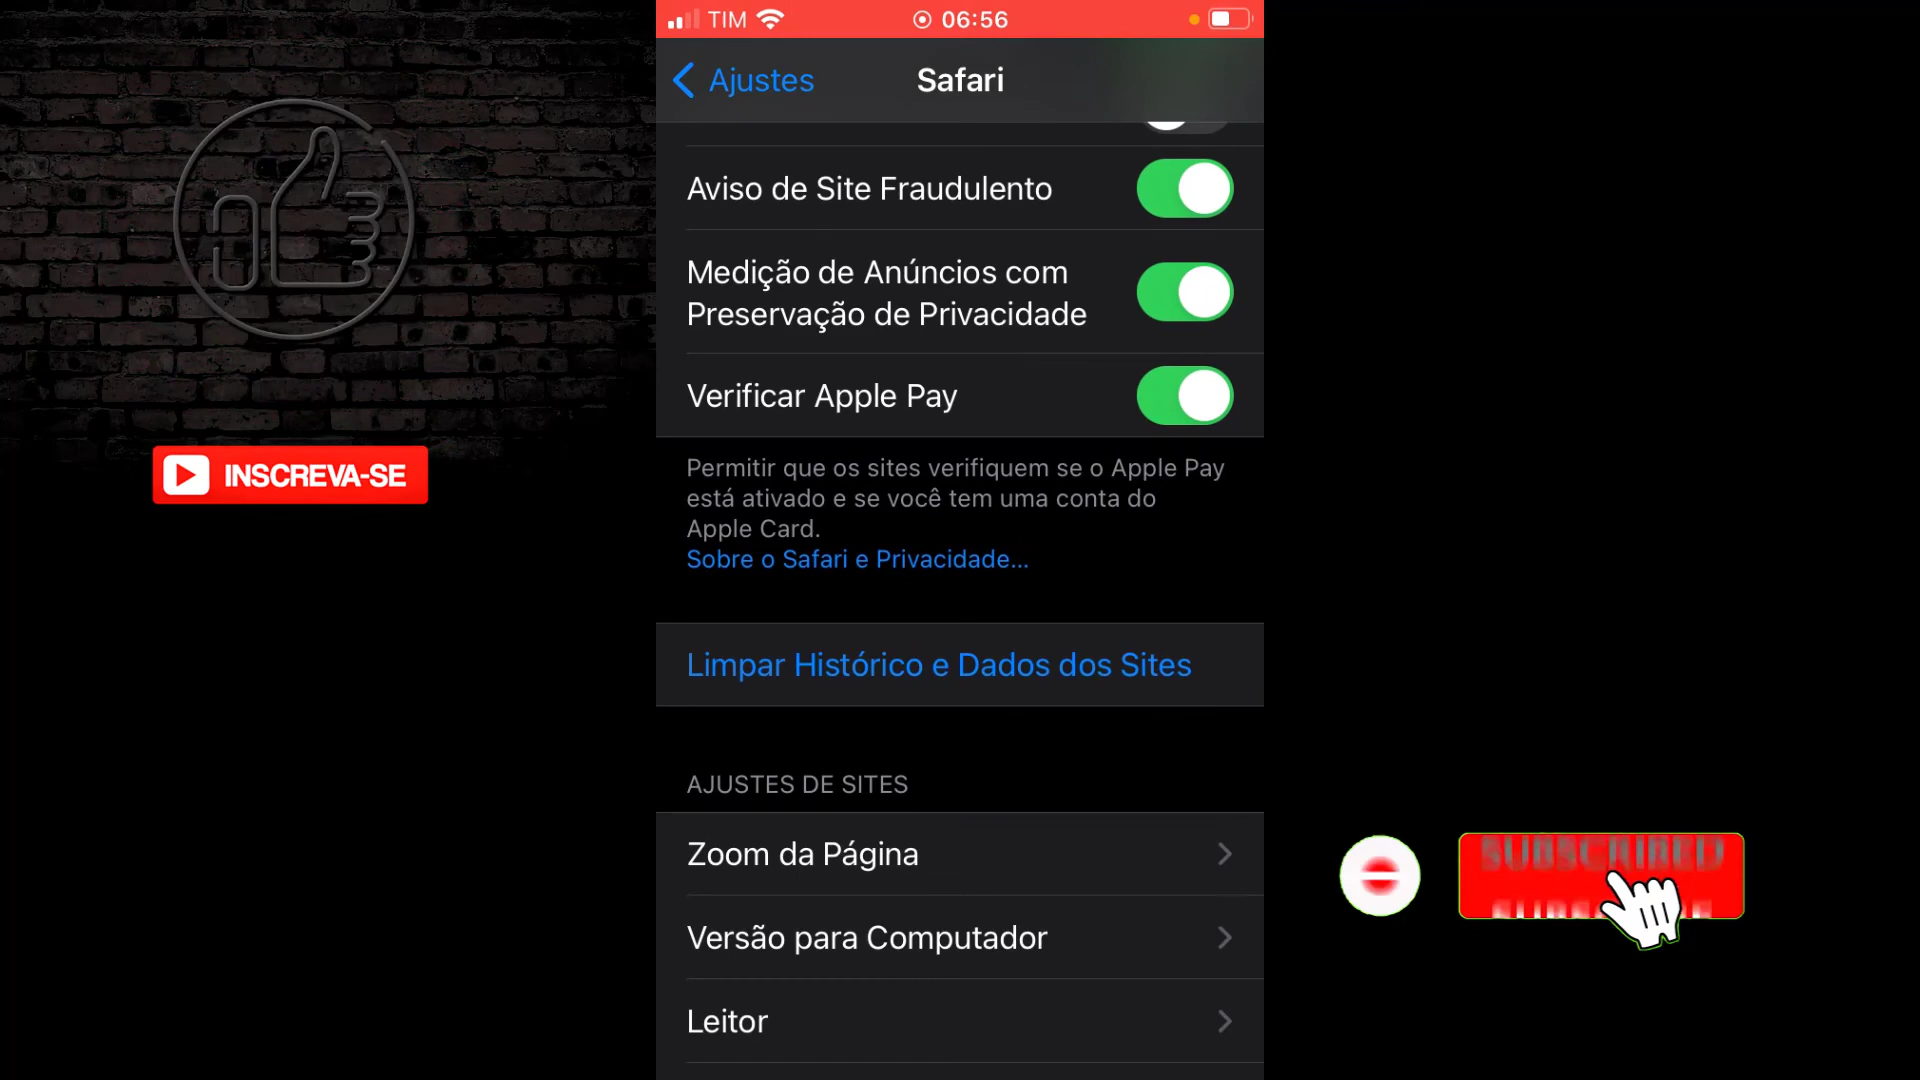 TIM
06:56
Ajustes
Safari
Aviso de Site Fraudulento
Medição de Anúncios com
Preservação de Privacidade
Verificar Apple Pay
INSCREVA-SE
Permitir que os sites verifiquem se o Apple Pay
está ativado e se você tem uma conta do
Apple Card.
Sobre o Safari e Privacidade...
Limpar Histórico e Dados dos Sites
AJUSTES DE SITES
Zoom da Página
SUBSCRIBED
Versão para Computador
Leitor